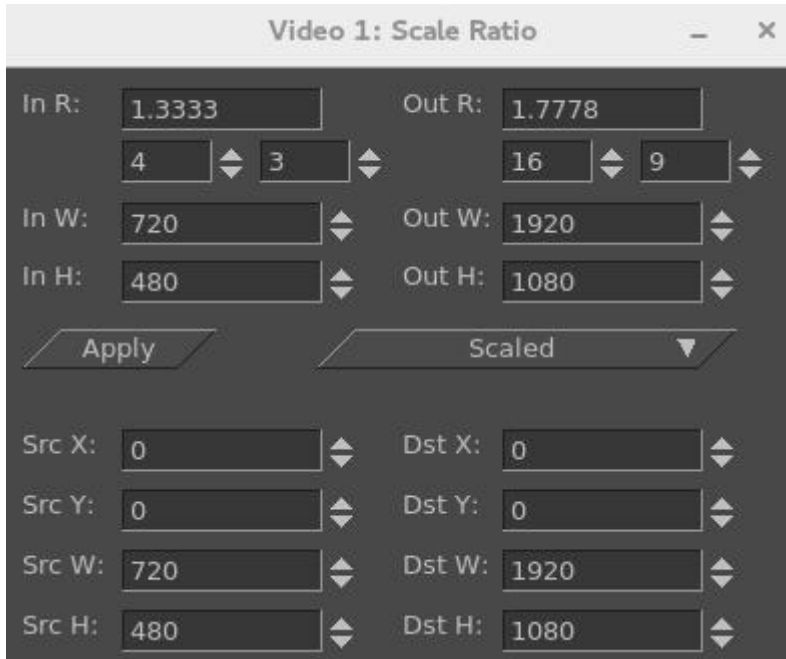 Video 1: Scale Ratio
In R: 1.3333 Out R: 1.7778
4 3 16 9
In W: 720 Out W: 1920
In H: 480 Out H: 1080
Apply Scaled
Src X: 0 Dst X: 0
Src Y: 0 Dst Y: 0
Src W: 720 Dst W: 1920
Src H: 480 Dst H: 1080